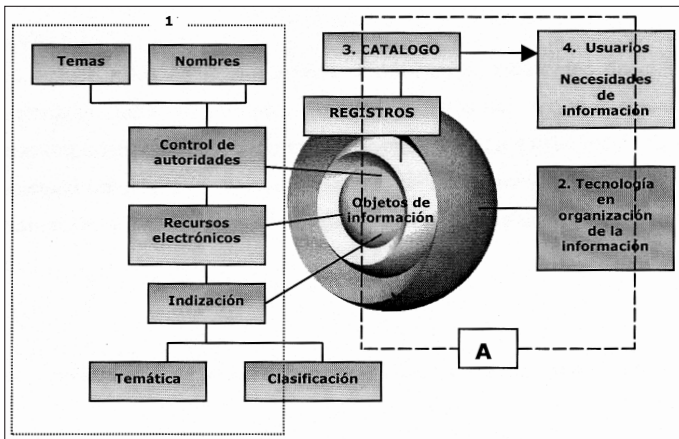 1
Temas
Nombres
Control de
autoridades
Recursos
electrónicos
Indización
Temática
Clasificación
3. CATALOGO
REGISTROS
Objetos de
información
4. Usuarios
Necesidades
de
información
2. Tecnología
en
organización
de la
información
A